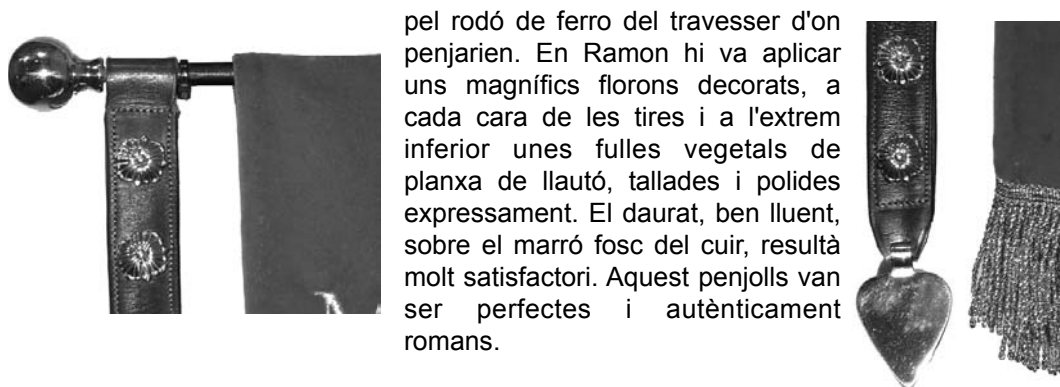 pel rodó de ferro del travesser d'on
penjarien. En Ramon hi va aplicar
uns magnífics florons decorats, a
cada cara de les tires i a l'extrem
inferior unes fulles vegetals de
planxa de llautó, tallades i polides
expressament. El daurat, ben lluent,
sobre el marró fosc del cuir, resultà
molt satisfactori. Aquest penjolls van
ser perfectes i autènticament
romans.